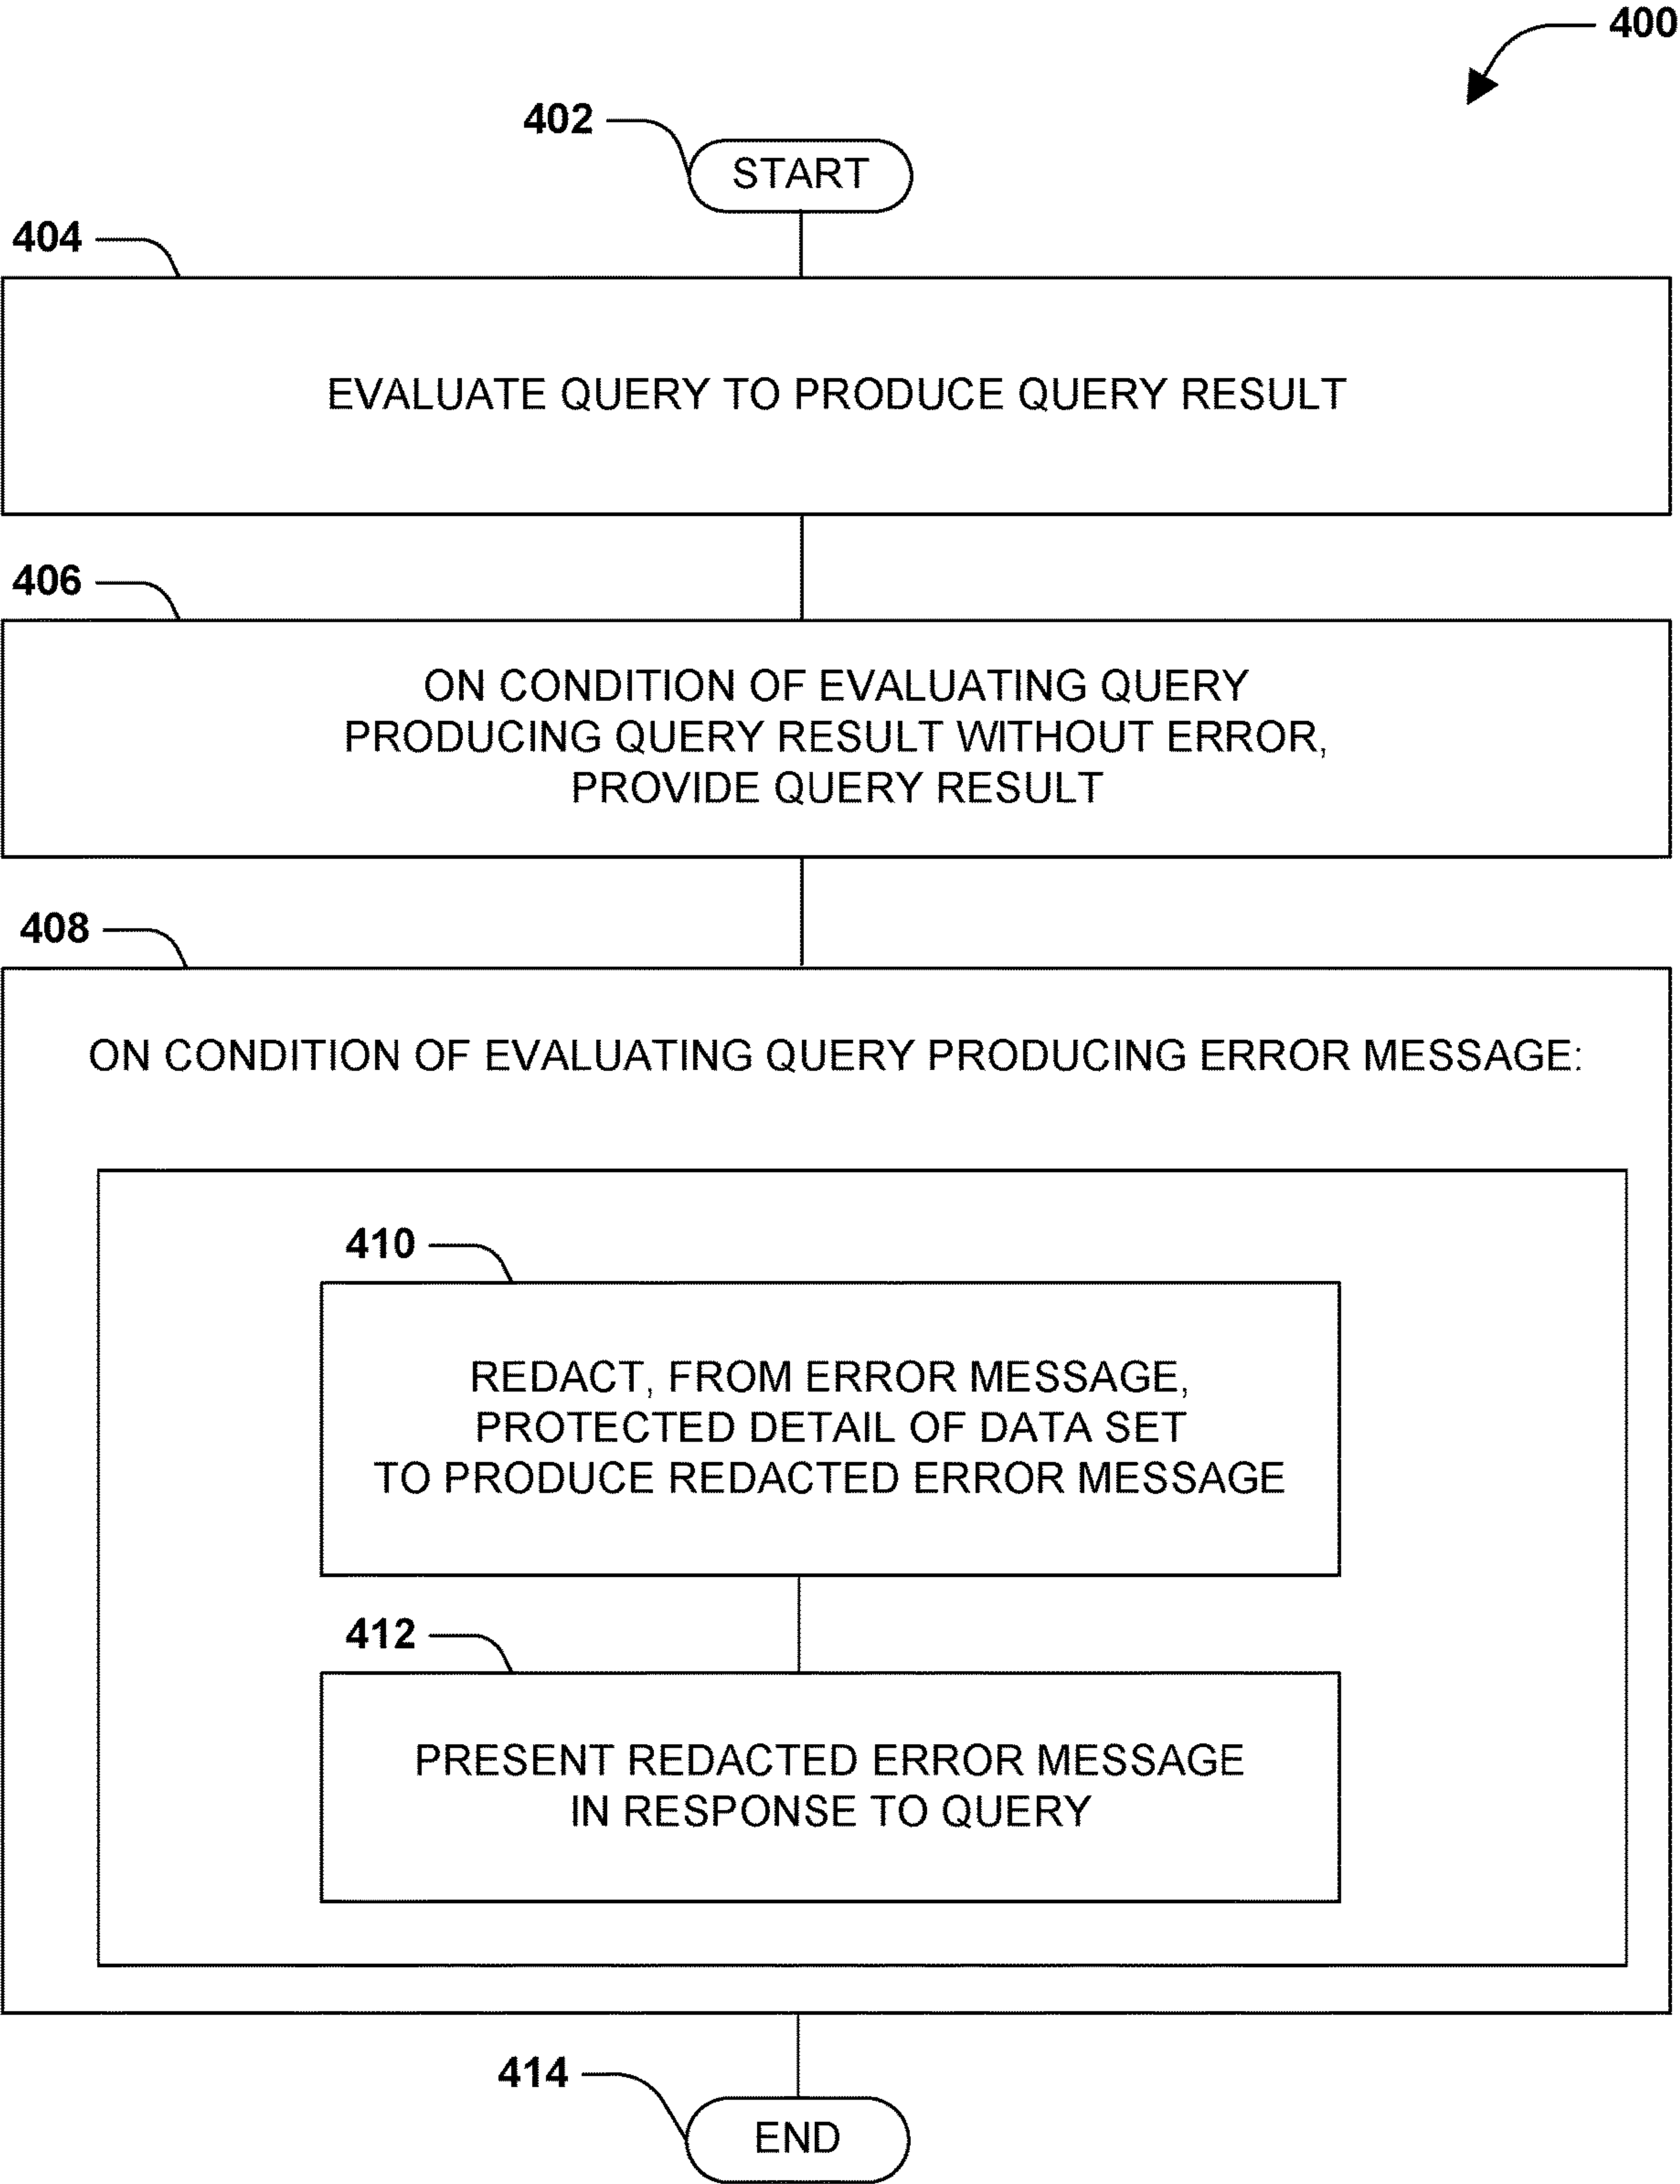 400
402
START
404
EVALUATE QUERY TO PRODUCE QUERY RESULT
406
ON CONDITION OF EVALUATING QUERY
PRODUCING QUERY RESULT WITHOUT ERROR,
PROVIDE QUERY RESULT
408
ON CONDITION OF EVALUATING QUERY PRODUCING ERROR MESSAGE:
410
REDACT, FROM ERROR MESSAGE,
PROTECTED DETAIL OF DATA SET
TO PRODUCE REDACTED ERROR MESSAGE
412
PRESENT REDACTED ERROR MESSAGE
IN RESPONSE TO QUERY
414
END